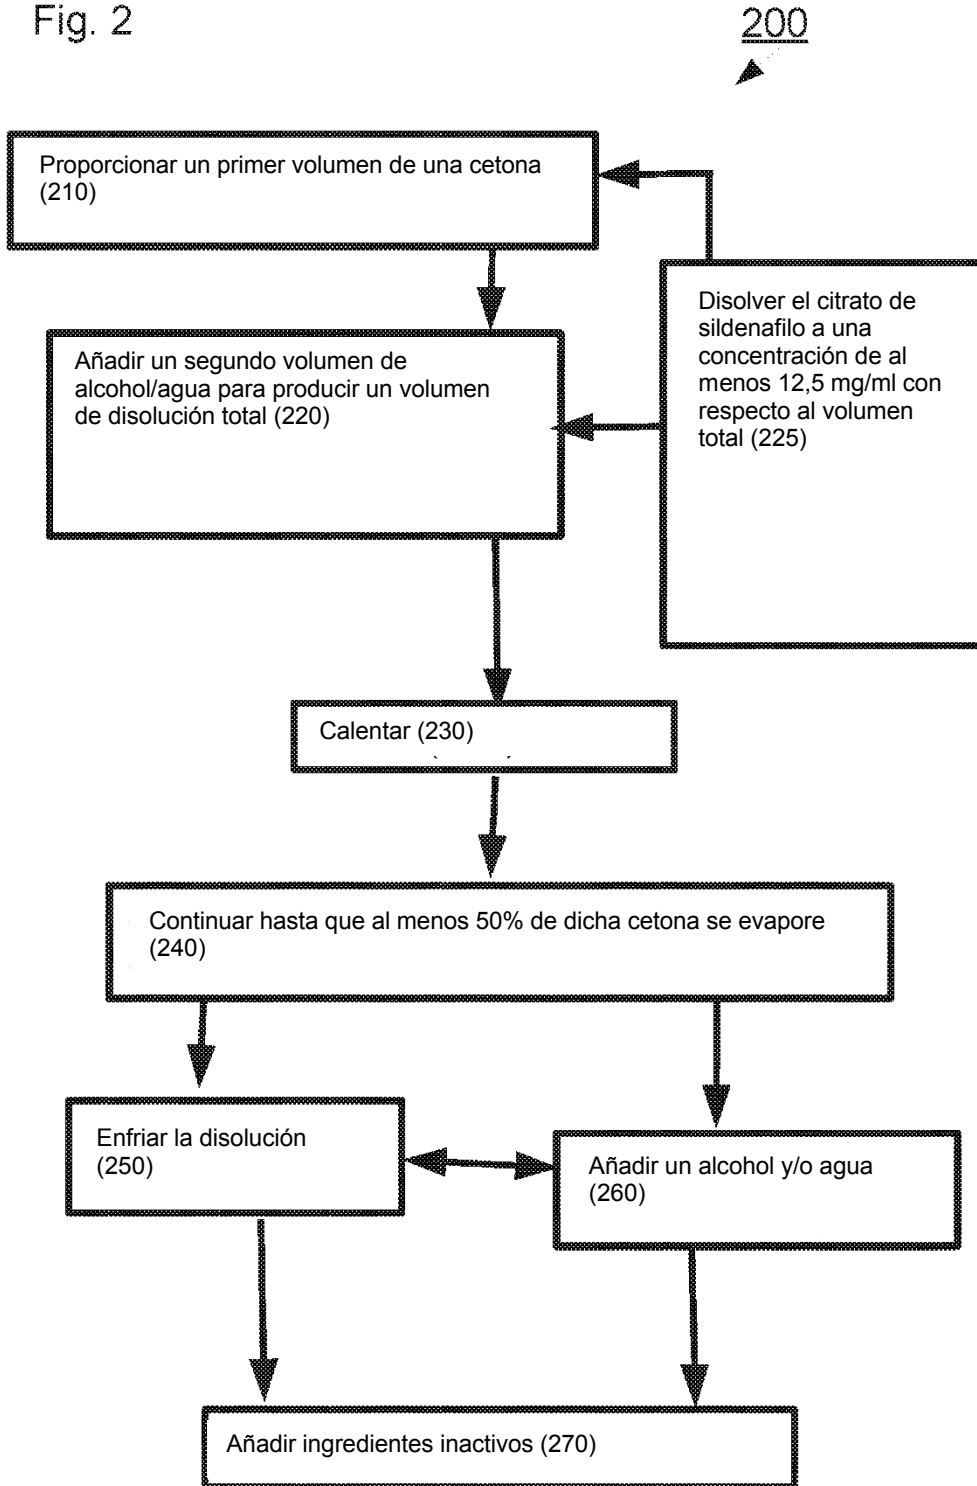 Fig. 2
200
Proporcionar un primer volumen de una cetona
(210)
Disolver el citrato de
sildenafilo a una
concentración de al
menos 12,5 mg/ml con
respecto al volumen
total (225)
Añadir un segundo volumen de
alcohol/agua para producir un volumen
de disolución total (220)
Calentar (230)
Continuar hasta que al menos 50% de dicha cetona se evapore
(240)
Enfriar la disolución
(250)
Añadir un alcohol y/o agua
(260)
Añadir ingredientes inactivos (270)